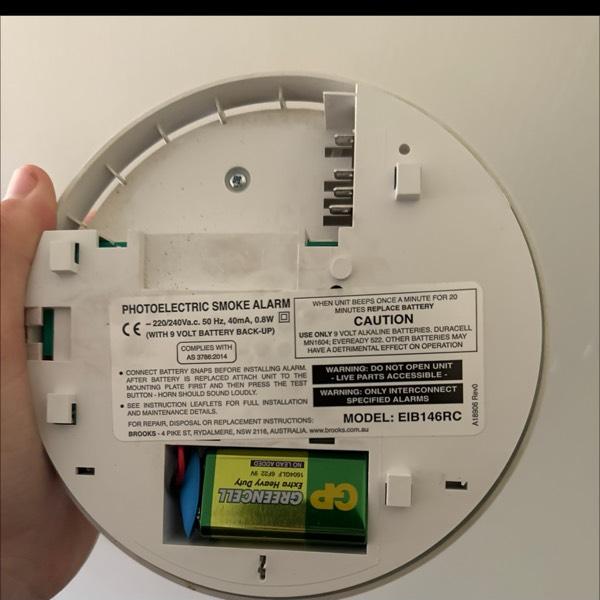 PHOTOELECTRIC SMOKE ALARM
CE ~ 220/240Va.c. 50 Hz, 40mA, 0.8W
(WITH 9 VOLT BATTERY BACK-UP)
COMPLIES WITH
AS 3786:2014
• CONNECT BATTERY SNAPS BEFORE INSTALLING ALARM.
AFTER BATTERY IS REPLACED ATTACH UNIT TO THE
MOUNTING PLATE FIRST AND THEN PRESS THE TEST
BUTTON - HORN SHOULD SOUND LOUDLY.
• SEE INSTRUCTION LEAFLETS FOR FULL INSTALLATION
AND MAINTENANCE DETAILS.
FOR REPAIR, DISPOSAL OR REPLACEMENT INSTRUCTIONS:
BROOKS - 4 PIKE ST, RYDALMERE, NSW 2116, AUSTRALIA. www.brooks.com.au
WHEN UNIT BEEPS ONCE A MINUTE FOR 20
MINUTES REPLACE BATTERY
CAUTION
USE ONLY 9 VOLT ALKALINE BATTERIES. DURACELL
MN1604; EVEREADY 522. OTHER BATTERIES MAY
HAVE A DETRIMENTAL EFFECT ON OPERATION
WARNING: DO NOT OPEN UNIT
- LIVE PARTS ACCESSIBLE -
WARNING: ONLY INTERCONNECT
SPECIFIED ALARMS
MODEL: EIB146RC
A18906 Rev0
GP
GREENCELL
Extra Heavy Duty
1604GLF 6F22 9V
NO LEAD ADDED